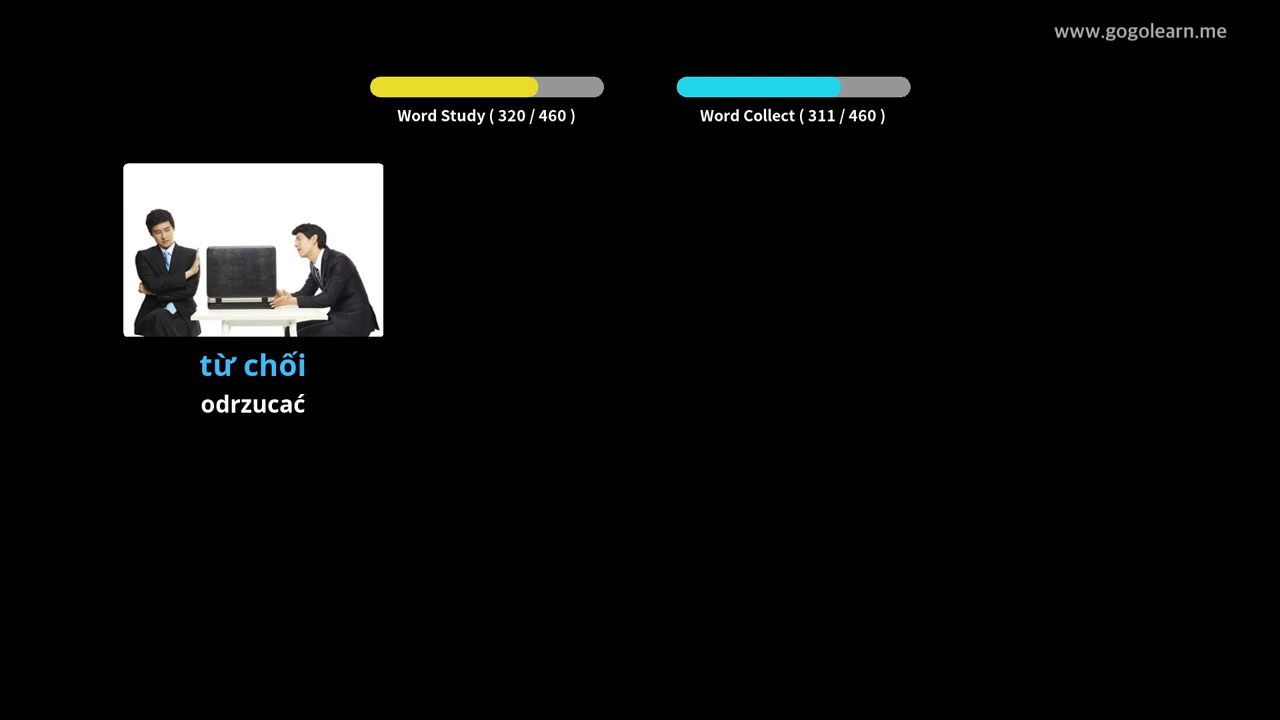 www.gogolearn.me
Word Study ( 320 / 460 )
Word Collect ( 311 / 460 )
từ chối
odrzucać